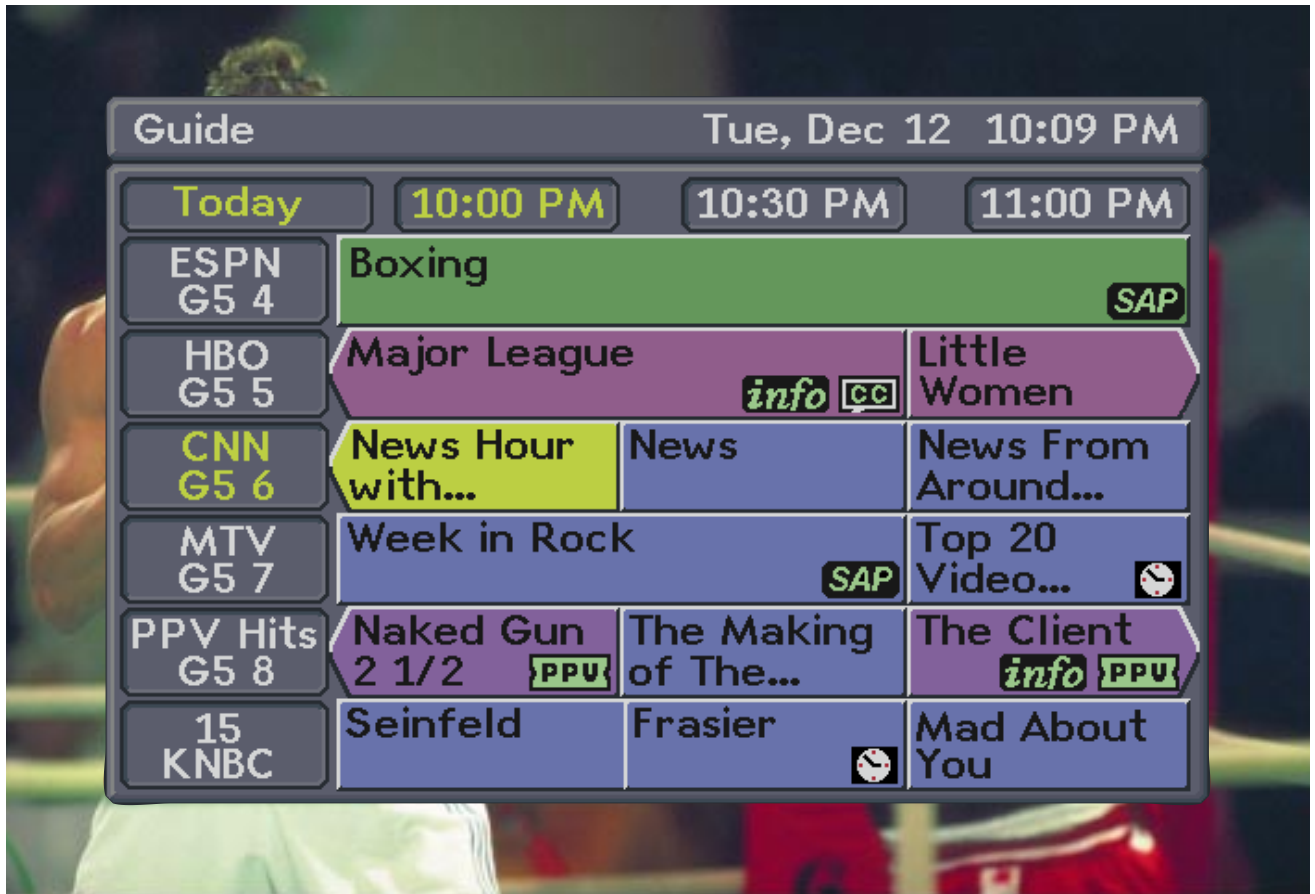 Guide
Tue, Dec 12 10:09 PM
Today
10:00 PM
10:30 PM
11:00 PM
ESPN
G5 4
Boxing
SAP
HBO
G5 5
Major League
info CC
Little
Women
CNN
G5 6
News Hour
with...
News
News From
Around...
MTV
G5 7
Week in Rock
SAP
Top 20
Video...
PPV Hits
G5 8
Naked Gun
2 1/2 PPV
The Making
of The...
The Client
info PPV
15
KNBC
Seinfeld
Frasier
Mad About
You